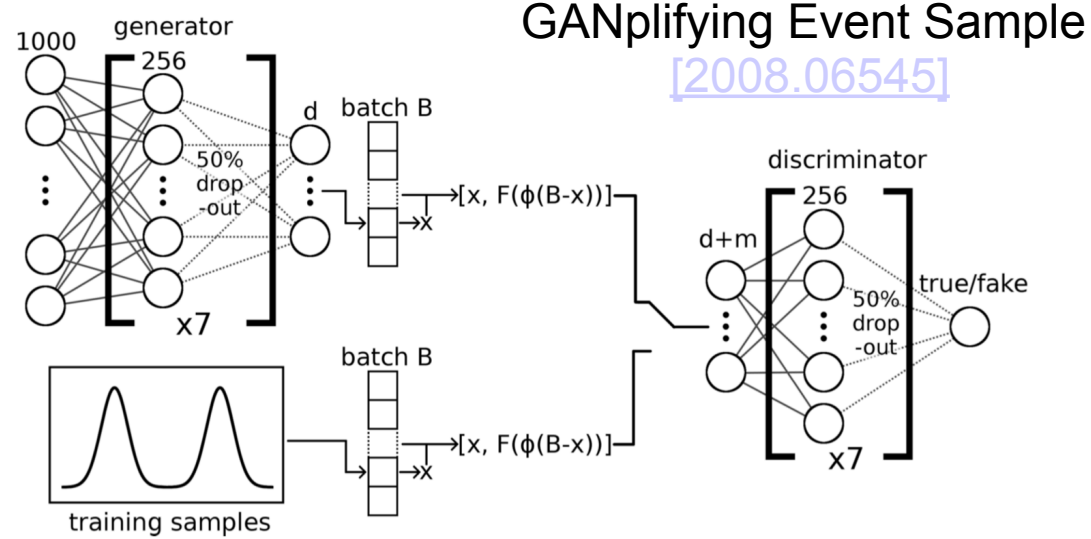 GANplifying Event Sample
[2008.06545]
generator
1000
256
50%
drop
-out
x7
d
batch B
x
[x, F(ϕ(B-x))]
training samples
batch B
x
[x, F(ϕ(B-x))]
discriminator
d+m
256
50%
drop
-out
x7
true/fake